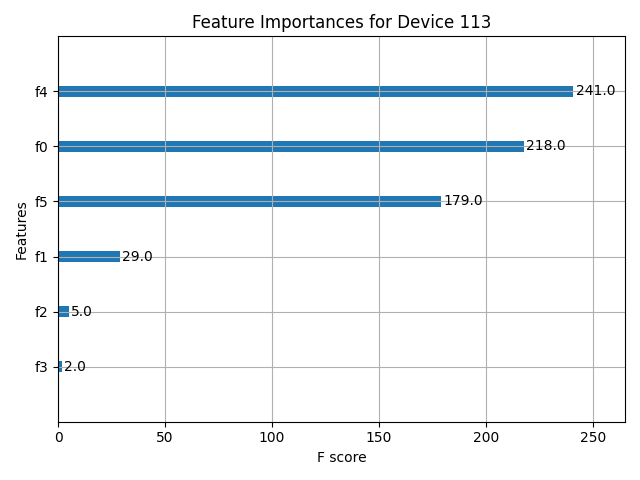 Feature Importances for Device 113
Features
f4 241.0
f0 218.0
f5 179.0
f1 29.0
f2 5.0
f3 2.0
0 50 100 150 200 250
F score